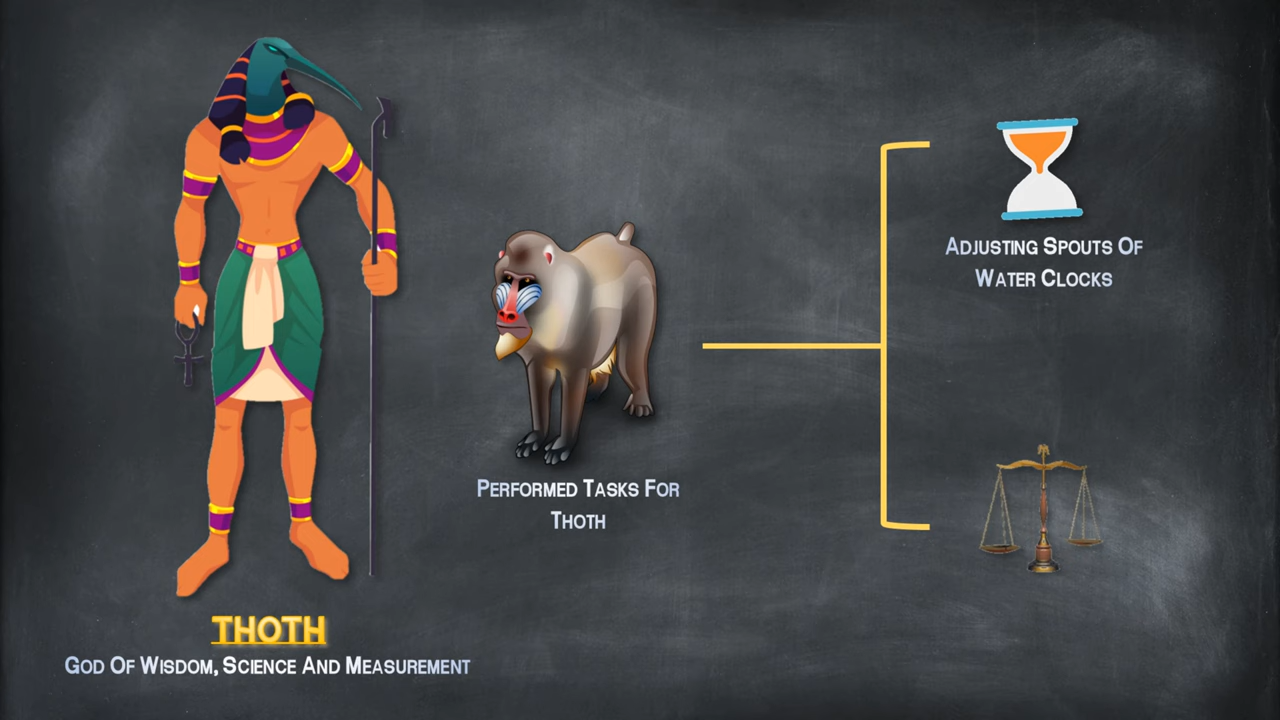 Adjusting Spouts Of
Water Clocks
Performed Tasks For
Thoth
THOTH
God Of Wisdom, Science And Measurement